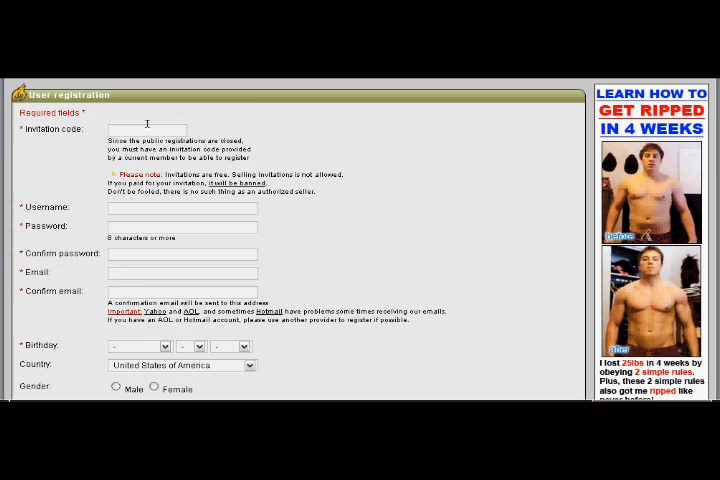 User registration
Required fields *
* Invitation code:
Since the public registrations are closed,
you must have an invitation code provided
by a current member to be able to register
Please note: Invitations are free. Selling invitations is not allowed.
If you paid for your invitation, it will be banned.
Don't be fooled, there is no such thing as an authorized seller.
* Username:
* Password:
8 characters or more
* Confirm password:
* Email:
* Confirm email:
A confirmation email will be sent to this address
Important: Yahoo and AOL, and sometimes Hotmail have problems some times receiving our emails.
If you have an AOL or Hotmail account, please use another provider to register if possible.
* Birthday:
- - -
Country:
United States of America
Gender:
Male Female
LEARN HOW TO
GET RIPPED
IN 4 WEEKS
before
after
I lost 25lbs in 4 weeks by
obeying 2 simple rules.
Plus, these 2 simple rules
also got me ripped like
never before!